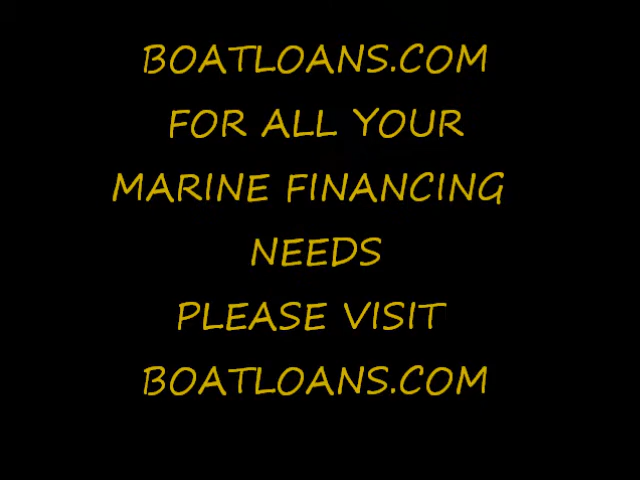 BOATLOANS.COM
FOR ALL YOUR
MARINE FINANCING
NEEDS
PLEASE VISIT
BOATLOANS.COM